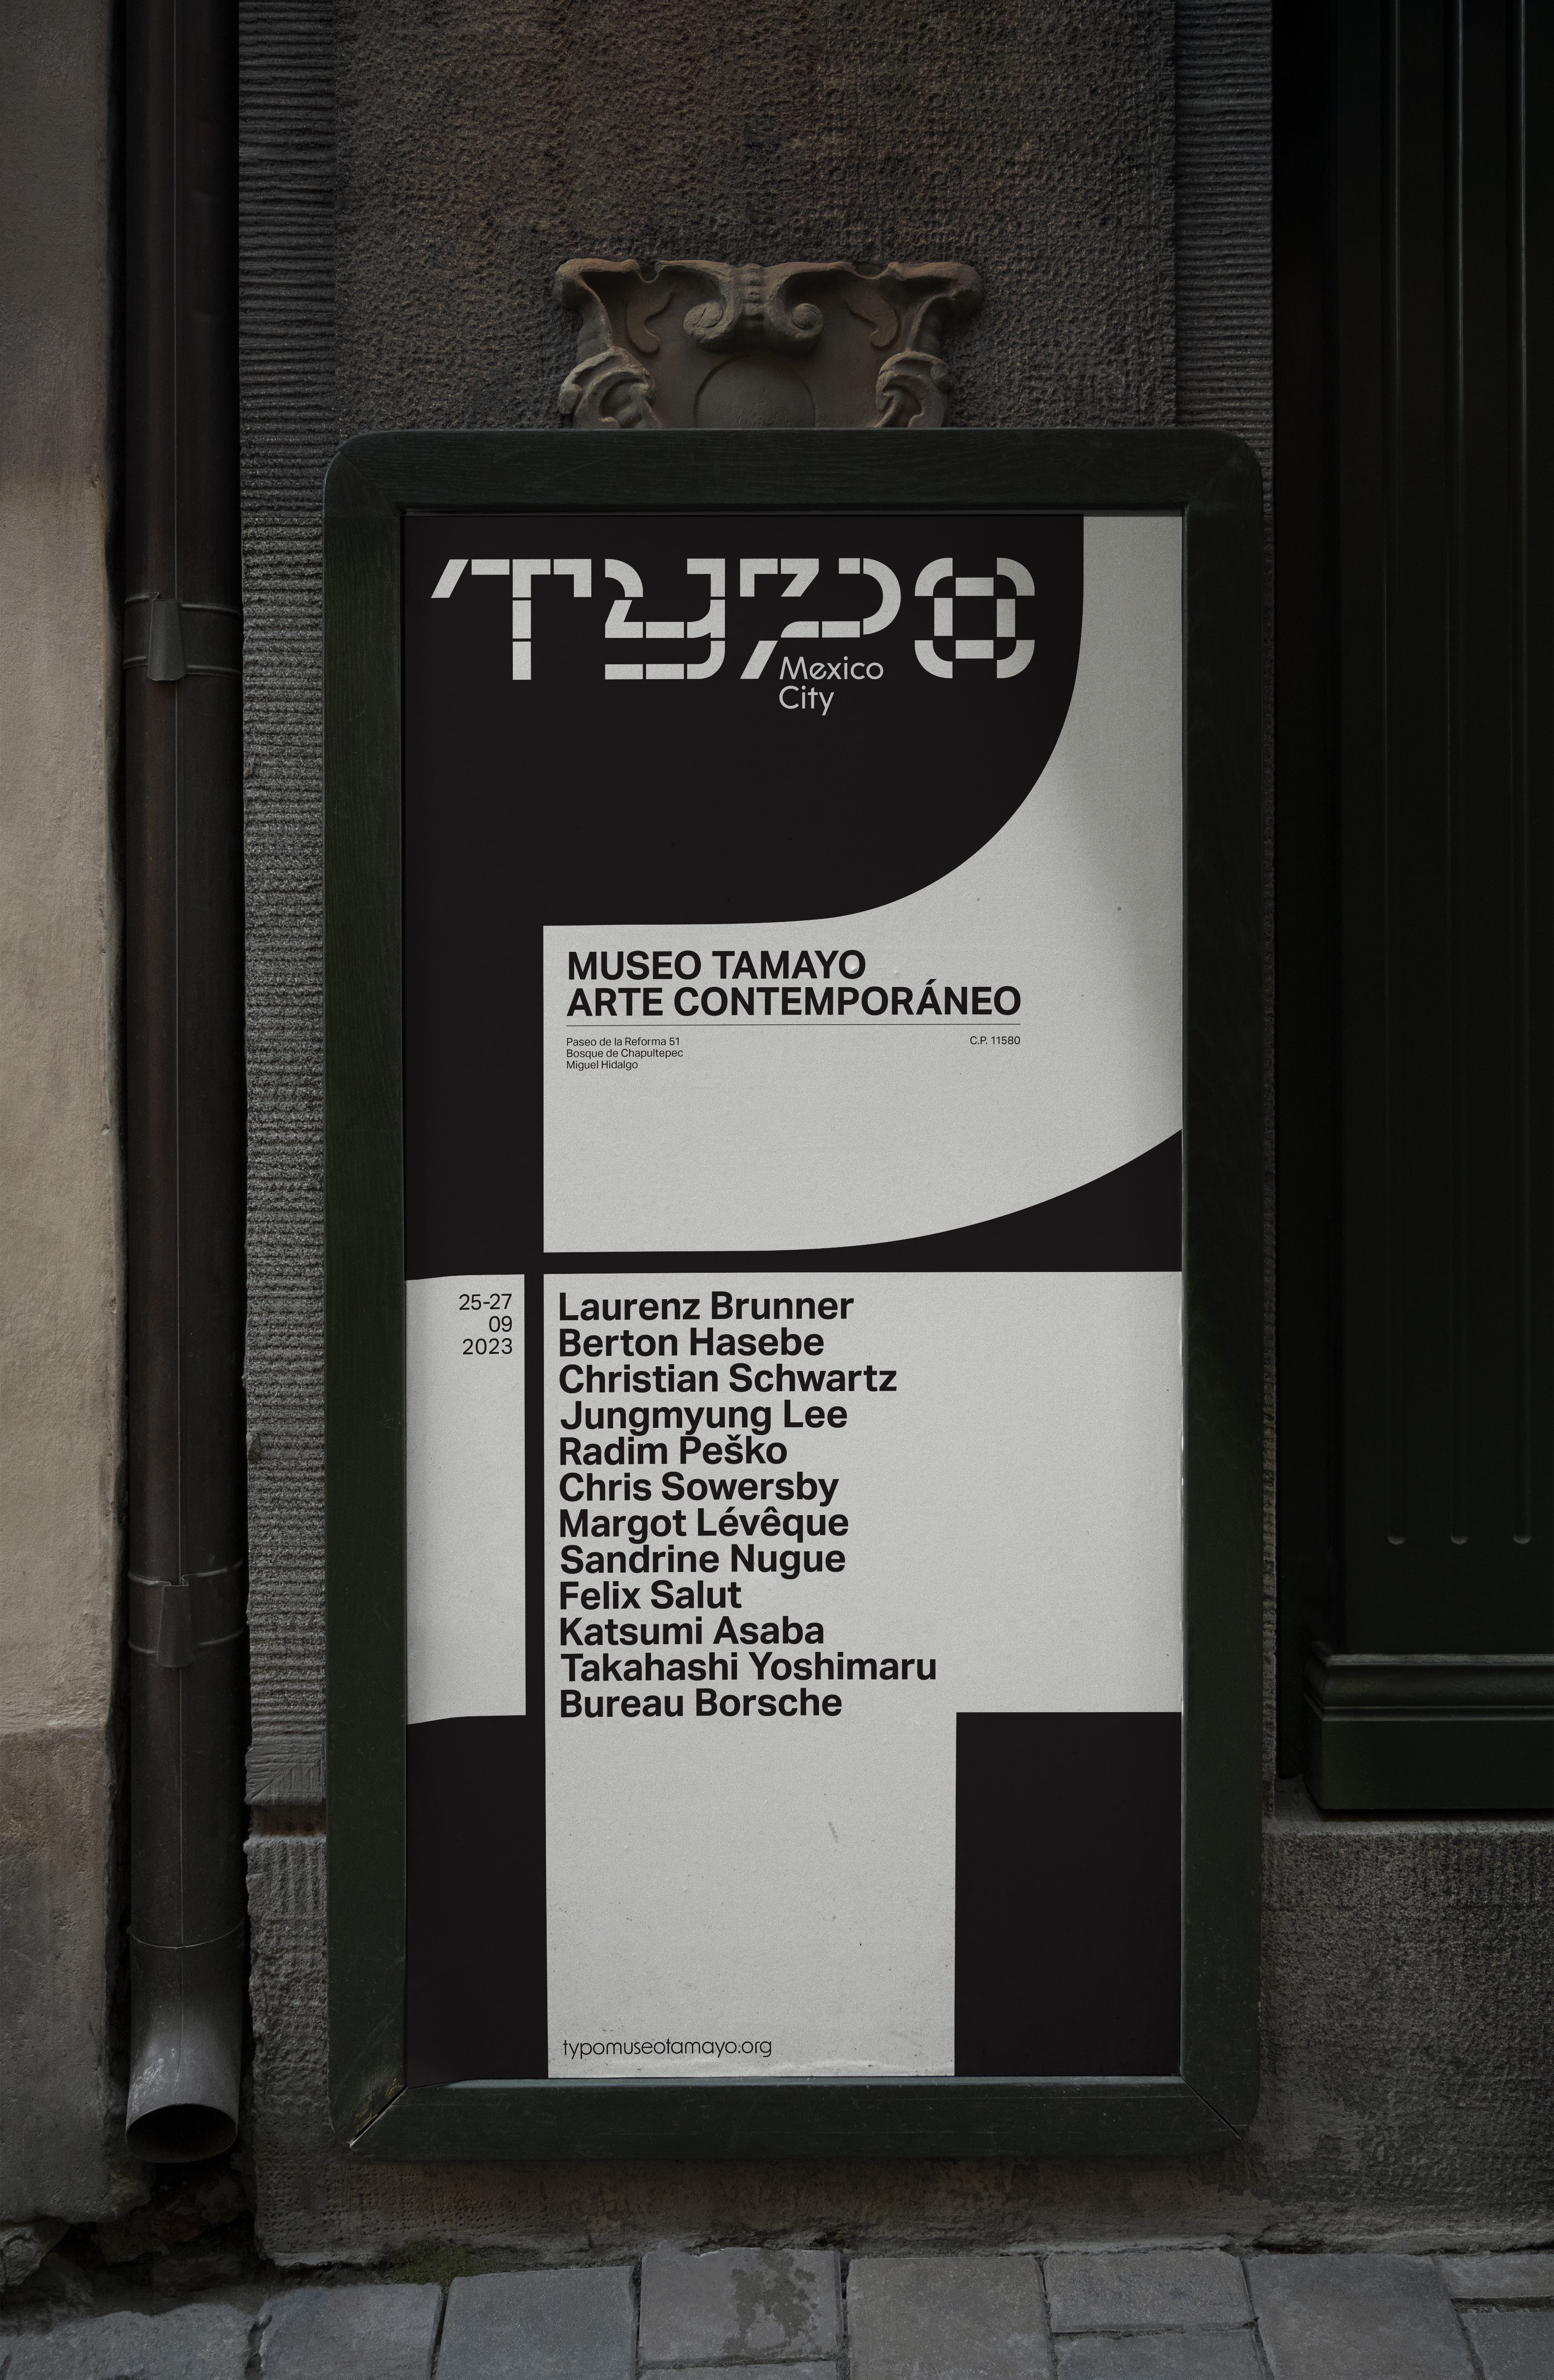 TYPO
Mexico
City
MUSEO TAMAYO
ARTE CONTEMPORÁNEO
Paseo de la Reforma 51
Bosque de Chapultepec
Miguel Hidalgo
C.P. 11580
25-27
09
2023
Laurenz Brunner
Berton Hasebe
Christian Schwartz
Jungmyung Lee
Radim Peško
Chris Sowersby
Margot Lévêque
Sandrine Nugue
Felix Salut
Katsumi Asaba
Takahashi Yoshimaru
Bureau Borsche
typomuseotamayo.org